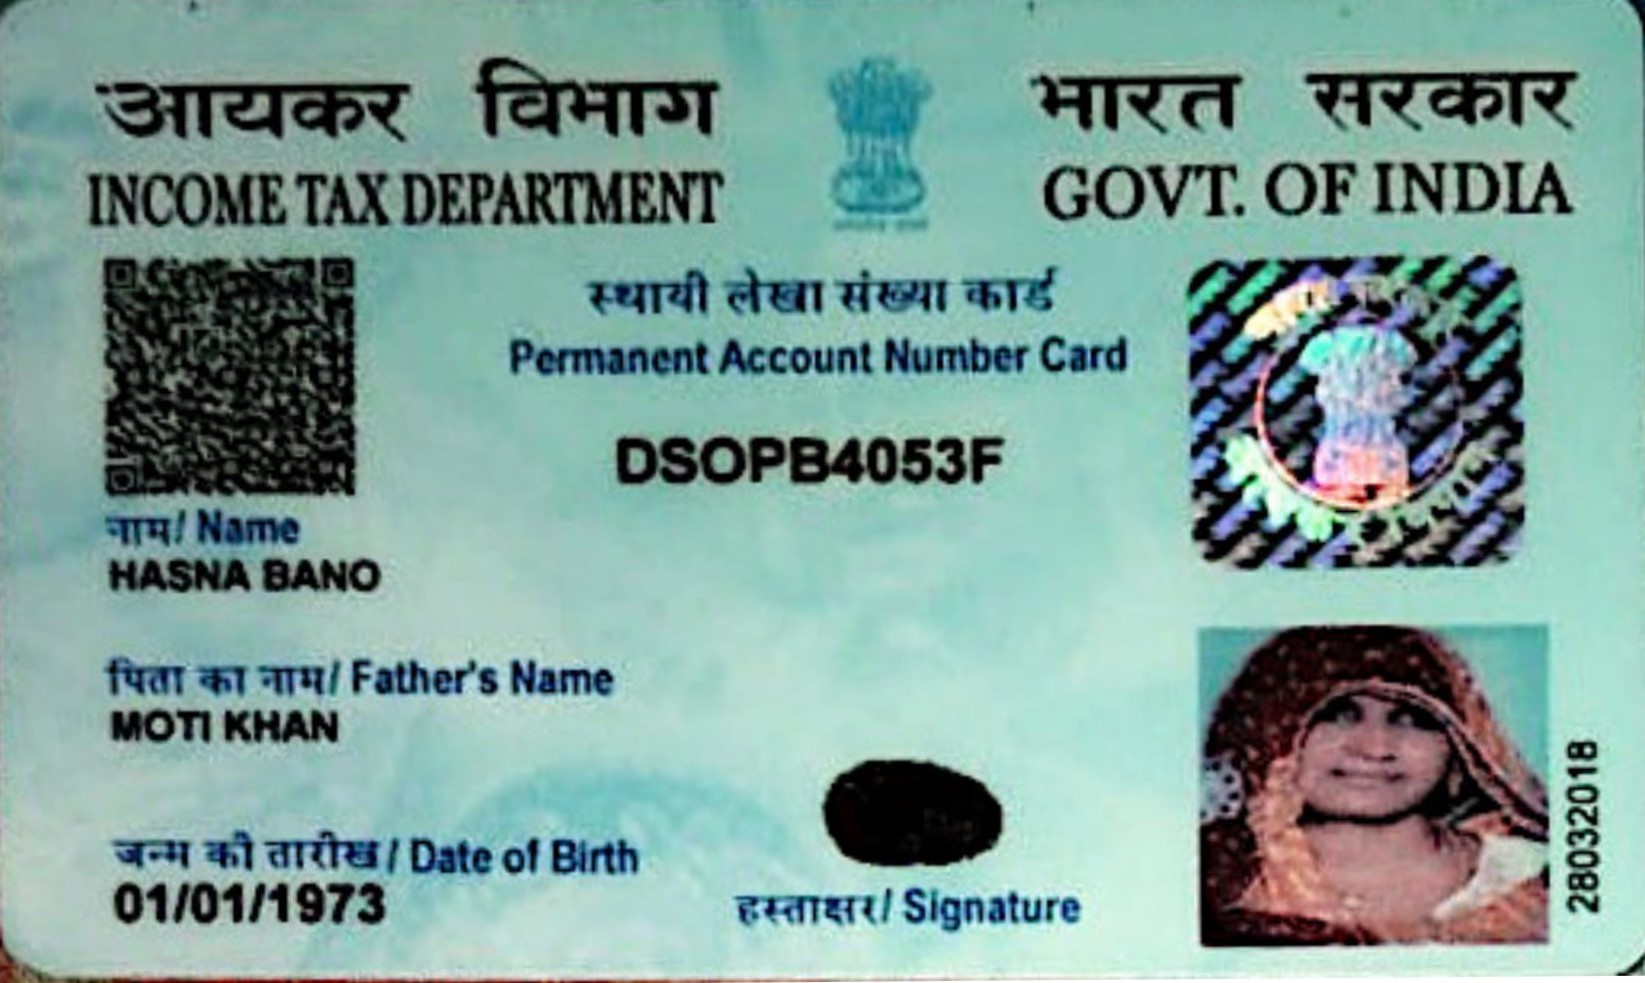 आयकर विभाग
INCOME TAX DEPARTMENT
भारत सरकार
GOVT. OF INDIA
स्थायी लेखा संख्या कार्ड
Permanent Account Number Card
DSOPB4053F
नाम/ Name
HASNA BANO
पिता का नाम/ Father's Name
MOTI KHAN
जन्म की तारीख / Date of Birth
01/01/1973
हस्ताक्षर/ Signature
28032018